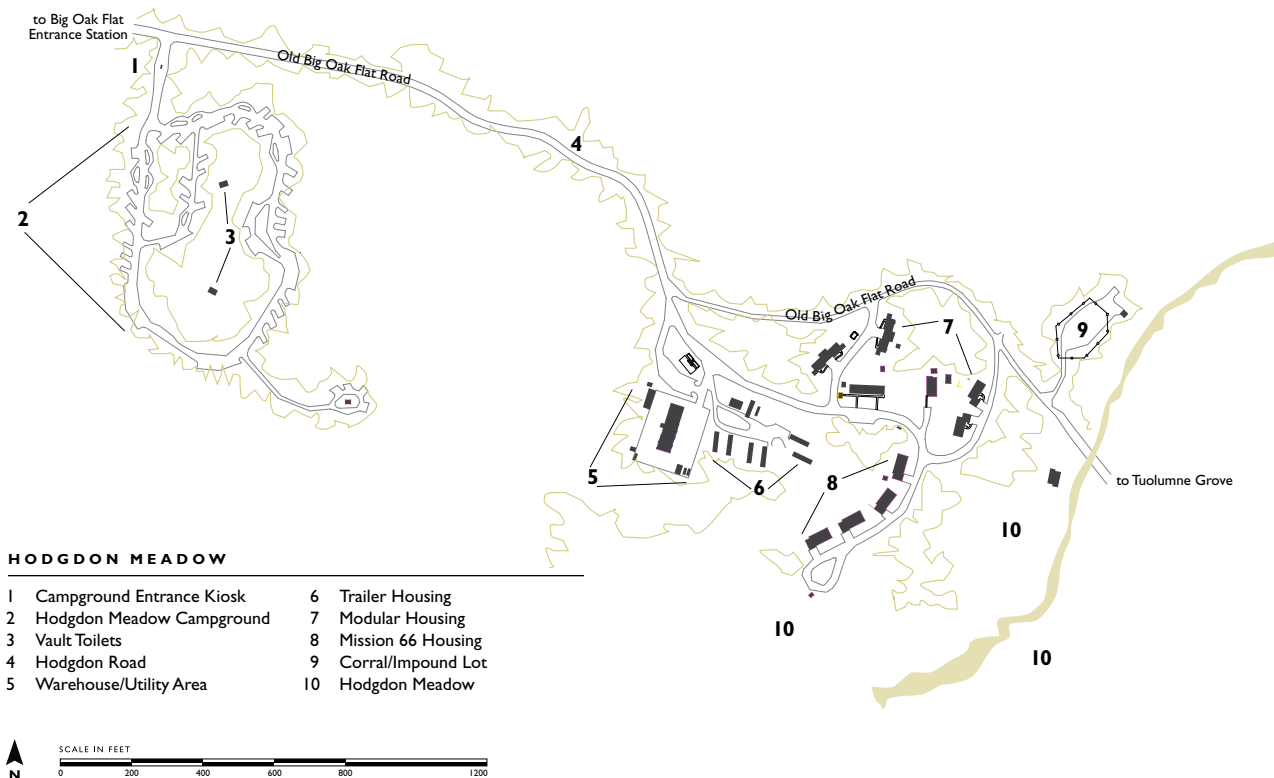 to Big Oak Flat
Entrance Station
Old Big Oak Flat Road
1
4
2
3
Old Big Oak Flat Road
7
9
5
6
8
to Tuolumne Grove
10
10
10
HODGDON MEADOW
1 Campground Entrance Kiosk
2 Hodgdon Meadow Campground
3 Vault Toilets
4 Hodgdon Road
5 Warehouse/Utility Area
6 Trailer Housing
7 Modular Housing
8 Mission 66 Housing
9 Corral/Impound Lot
10 Hodgdon Meadow
SCALE IN FEET
0 200 400 600 800 1200
N